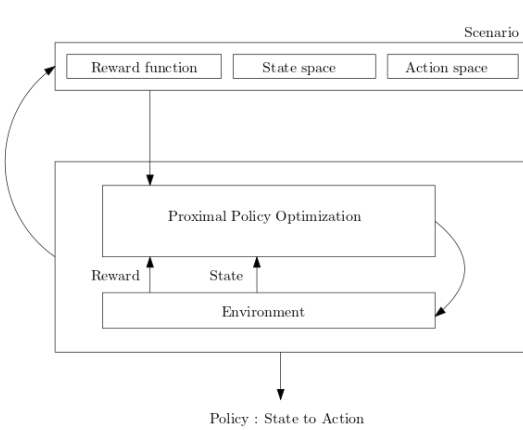 Scenario
Reward function
State space
Action space
Proximal Policy Optimization
Reward
State
Environment
Policy : State to Action